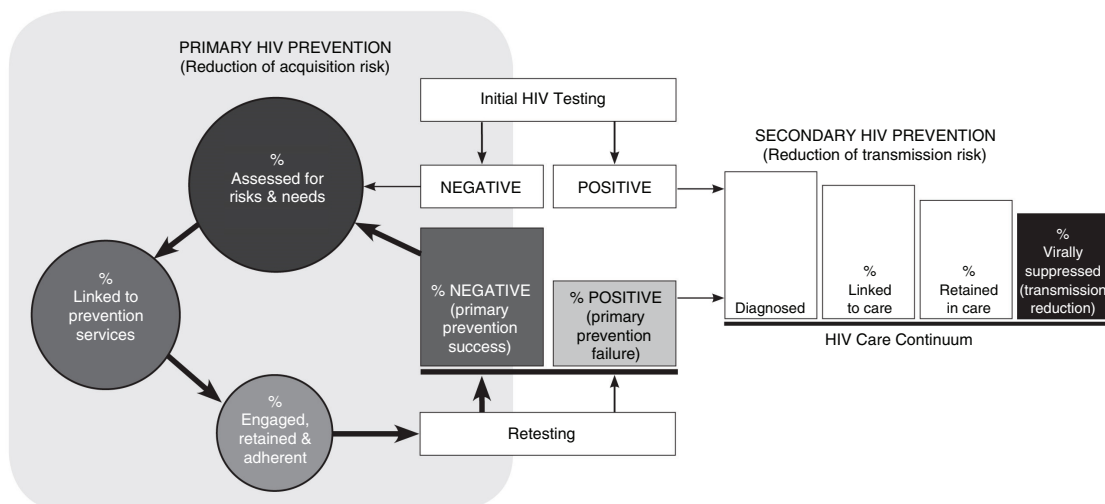 PRIMARY HIV PREVENTION
(Reduction of acquisition risk)
%
Assessed for
risks & needs
%
Linked to
prevention
services
%
Engaged,
retained &
adherent
Initial HIV Testing
NEGATIVE
POSITIVE
% NEGATIVE
(primary
prevention
success)
% POSITIVE
(primary
prevention
failure)
Retesting
SECONDARY HIV PREVENTION
(Reduction of transmission risk)
Diagnosed
%
Linked
to care
%
Retained
in care
%
Virally
suppressed
(transmission
reduction)
HIV Care Continuum